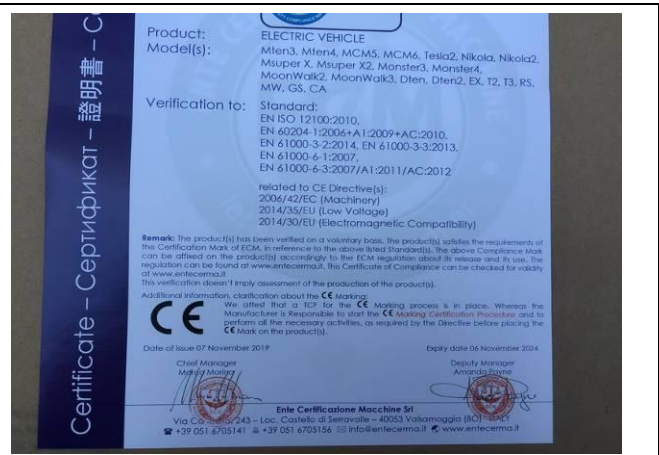 Certificate – Сертификат – 證明書 – C
Product: ELECTRIC VEHICLE
Model(s): Mten3, Mten4, MCM5, MCM6, Tesla2, Nikola, Nikola2,
Msuper X, Msuper X2, Monster3, Monster4,
MoonWalk2, MoonWalk3, Dten, Dten2, EX, T2, T3, RS,
MW, GS, CA
Verification to: Standard:
EN ISO 12100:2010,
EN 60204-1:2006+A1:2009+AC:2010,
EN 61000-3-2:2014, EN 61000-3-3:2013,
EN 61000-6-1:2007,
EN 61000-6-3:2007/A1:2011/AC:2012
related to CE Directive(s):
2006/42/EC (Machinery)
2014/35/EU (Low Voltage)
2014/30/EU (Electromagnetic Compatibility)
Remark: The product(s) has been verified on a voluntary basis. The product(s) satisfies the requirements of
the Certification Mark of ECM, in reference to the above listed Standard(s). The above Compliance Mark
can be affixed on the product(s) accordingly to the ECM regulation about its release and its use. The
regulation can be found at www.entecerma.it. This Certificate of Compliance can be checked for validity
at www.entecerma.it
This verification doesn't imply assessment of the production of the product(s).
Additional information, clarification about the CE Marking:
CE We attest that a TCF for the CE Marking process is in place. Whereas the
Manufacturer is Responsible to start the CE Marking Certification Procedure and to
perform all the necessary activities, as required by the Directive before placing the
CE Mark on the product(s).
Date of issue 07 November 2019 Expiry date 06 November 2024
Chief Manager Deputy Manager
Amanda Payne
Ente Certificazione Macchine Srl
Via 243 – Loc. Castello di Serravalle – 40053 Valsamoggia (BO) - ITALY
+39 051 6705141 +39 051 6705156 info@entecerma.it www.entecerma.it